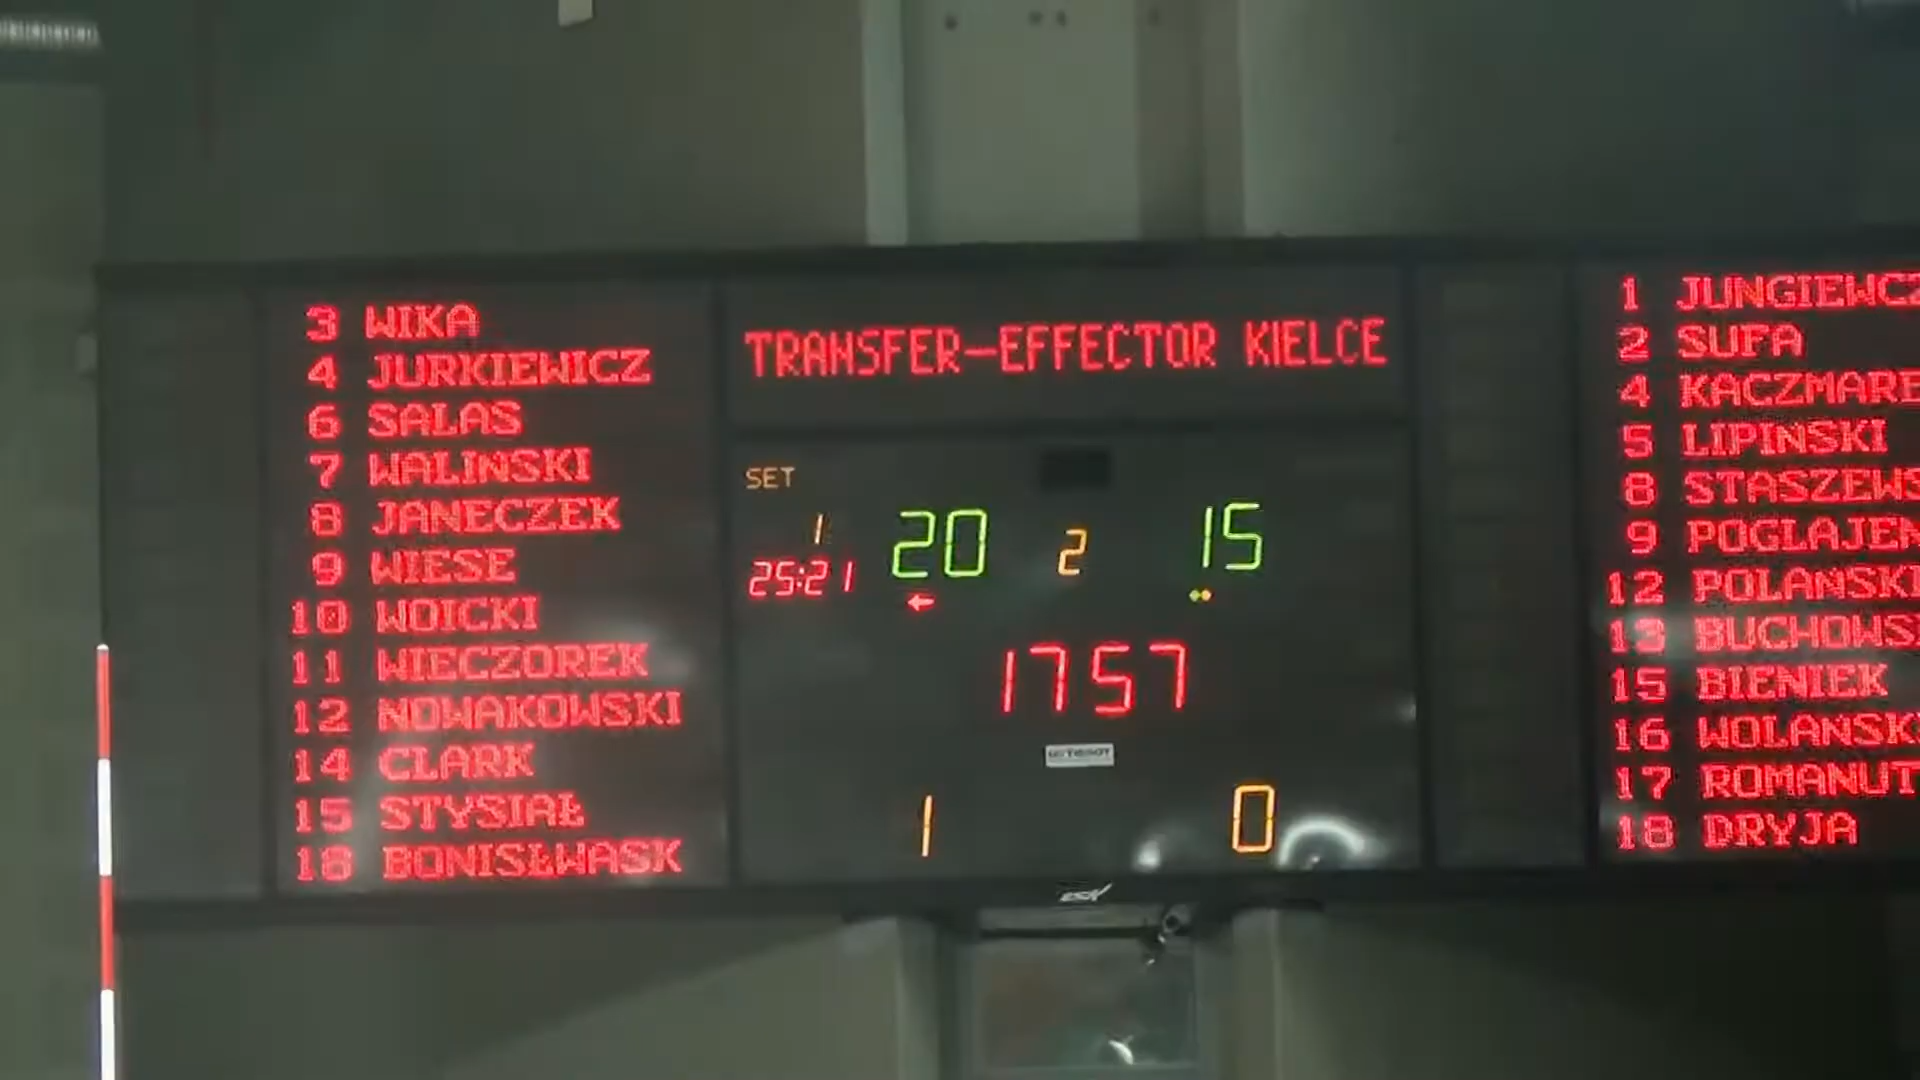 3 WIKA
4 JURKIEWICZ
6 SALAS
7 WALINSKI
8 JANECZEK
9 WIESE
10 WOICKI
11 WIECZOREK
12 NOWAKOWSKI
14 CLARK
15 STYSIAŁ
18 BONISŁWASK
TRANSFER-EFFECTOR KIELCE
SET
1
25:21
20 2 15
1757
TISSOT
1 0
1 JUNGIEWCZ
2 SUFA
4 KACZMARE
5 LIPINSKI
8 STASZEWS
9 POGLAJEN
12 POLANSKI
13 BUCHOWS
15 BIENIEK
16 WOLANSK
17 ROMANUT
18 DRYJA